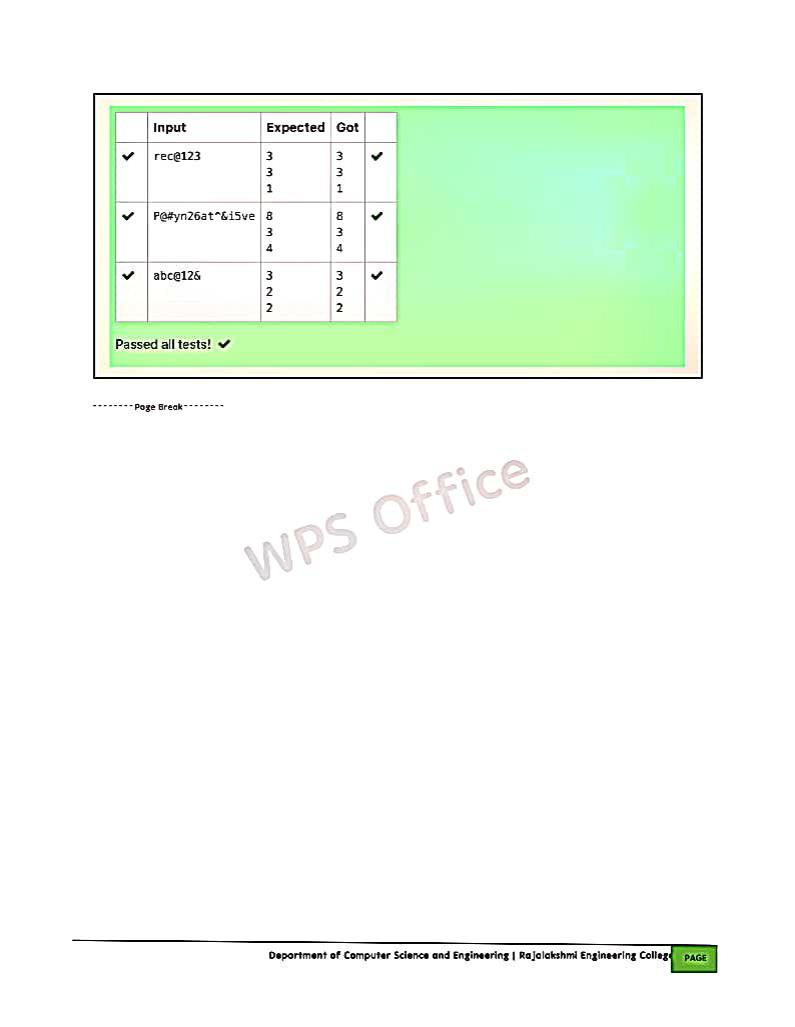 Input Expected Got
✔ rec@123 3 3 ✔
3 3
1 1
✔ P@#yn26at^&i5ve 8 8 ✔
3 3
4 4
✔ abc@12& 3 3 ✔
2 2
2 2
Passed all tests! ✔
--------Page Break--------
WPS Office
Department of Computer Science and Engineering | Rajalakshmi Engineering College
PAGE